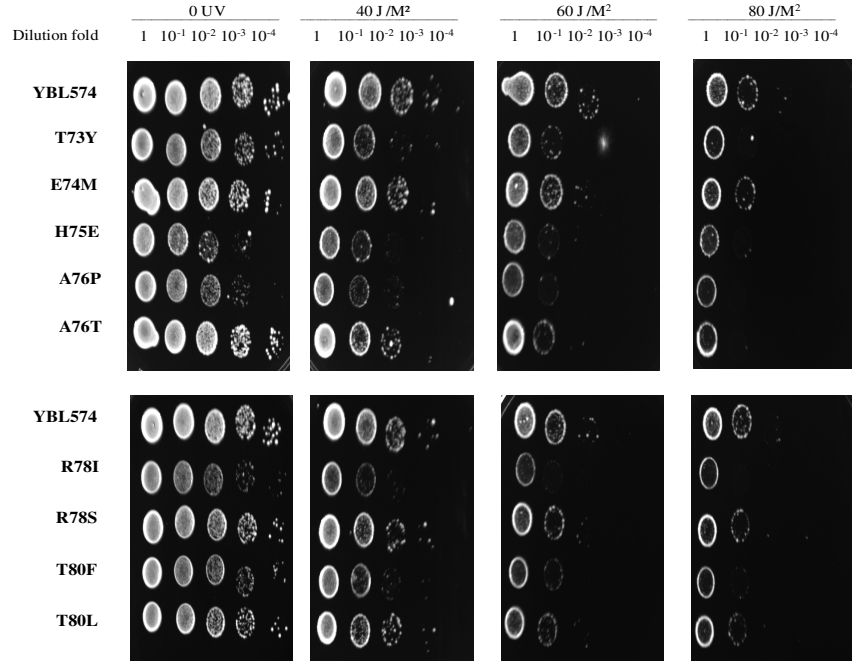 0 UV 40 J /M² 60 J /M² 80 J/M²
Dilution fold 1 10⁻¹ 10⁻² 10⁻³ 10⁻⁴ 1 10⁻¹ 10⁻² 10⁻³ 10⁻⁴ 1 10⁻¹ 10⁻² 10⁻³ 10⁻⁴ 1 10⁻¹ 10⁻² 10⁻³ 10⁻⁴
YBL574
T73Y
E74M
H75E
A76P
A76T
YBL574
R78I
R78S
T80F
T80L